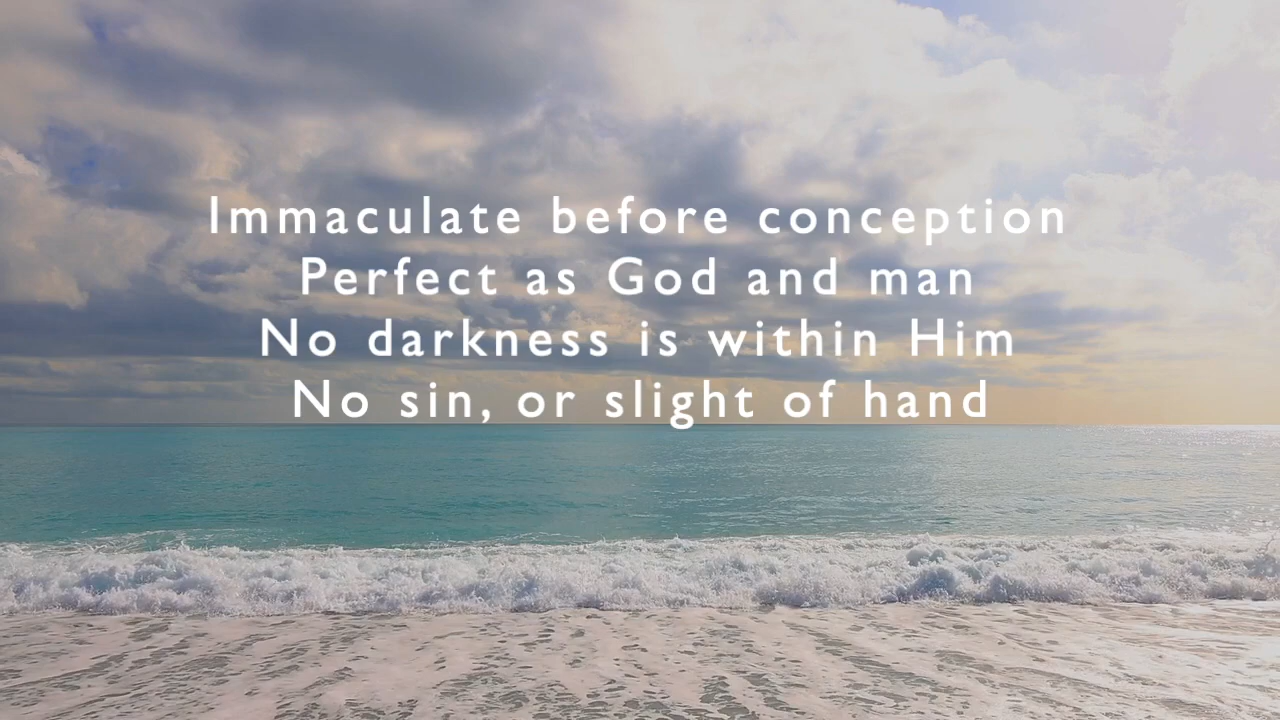 Immaculate before conception
Perfect as God and man
No darkness is within Him
No sin, or slight of hand